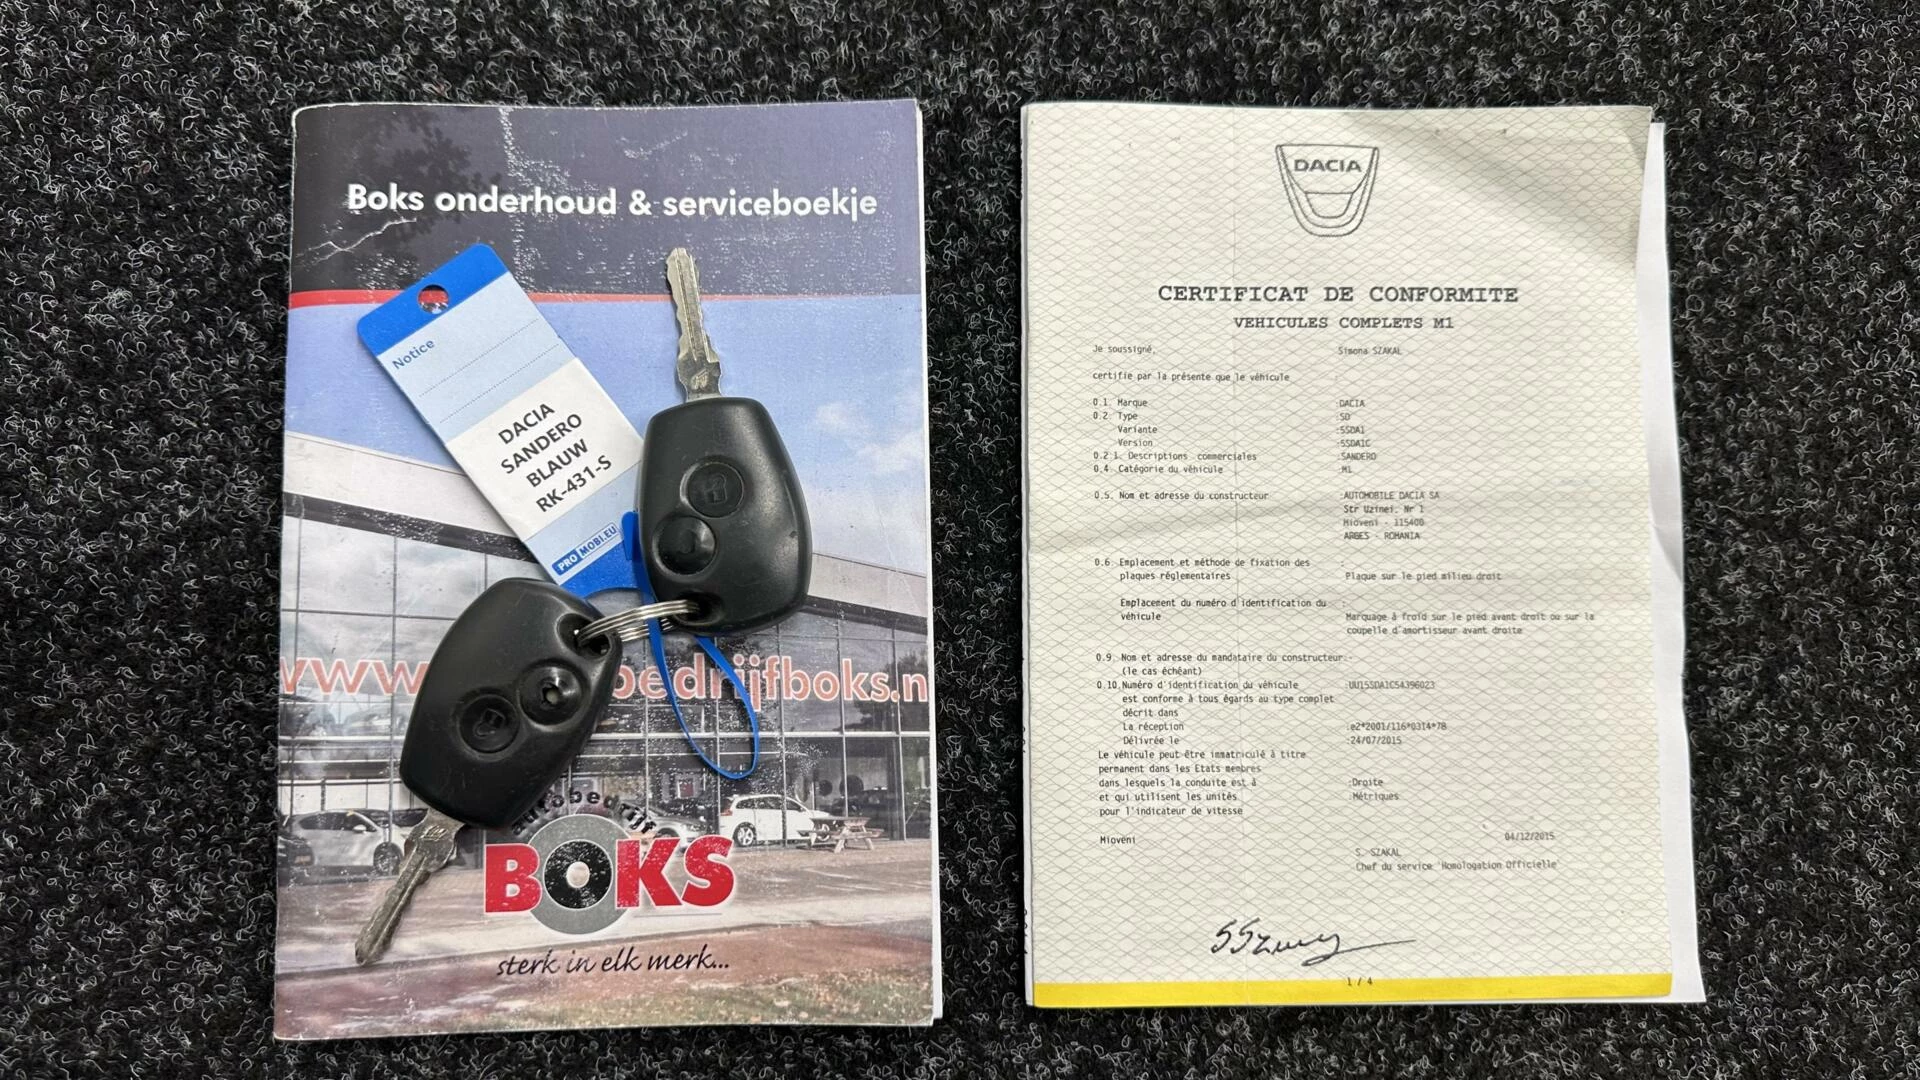 Boks onderhoud & serviceboekje
Notice
DACIA
SANDERO
BLAUW
RK-431-S
PROMOBI.EU
www.
bedrijfboks.n
autobedrijf
BOKS
sterk in elk merk...
DACIA
CERTIFICAT DE CONFORMITE
VEHICULES COMPLETS M1
Je soussigné, Simona SZAKAL
certifie par la présente que le véhicule
0.1. Marque :DACIA
0.2. Type :SD
Variante :SSDA1
Version :SSDA1C
0.2.1. Descriptions commerciales :SANDERO
0.4. Catégorie du véhicule :M1
0.5. Nom et adresse du constructeur :AUTOMOBILE DACIA SA
Str Uzinei, Nr 1
Mioveni - 115400
ARGES - ROMANIA
0.6. Emplacement et méthode de fixation des :
plaques réglementaires Plaque sur le pied milieu droit
Emplacement du numéro d'identification du :
véhicule Marquage à froid sur le pied avant droit ou sur la
coupelle d'amortisseur avant droite
0.9. Nom et adresse du mandataire du constructeur:-
(le cas échéant)
0.10.Numéro d'identification du véhicule :UU1SSDA1C54396023
est conforme à tous égards au type complet
décrit dans
La réception :e2*2001/116*0314*78
Délivrée le :24/07/2015
Le véhicule peut être immatriculé à titre
permanent dans les Etats membres
dans lesquels la conduite est à :Droite
et qui utilisent les unités :Métriques
pour l'indicateur de vitesse
Mioveni 04/12/2015
S. SZAKAL
Chef du service 'Homologation Officielle'
1 / 4